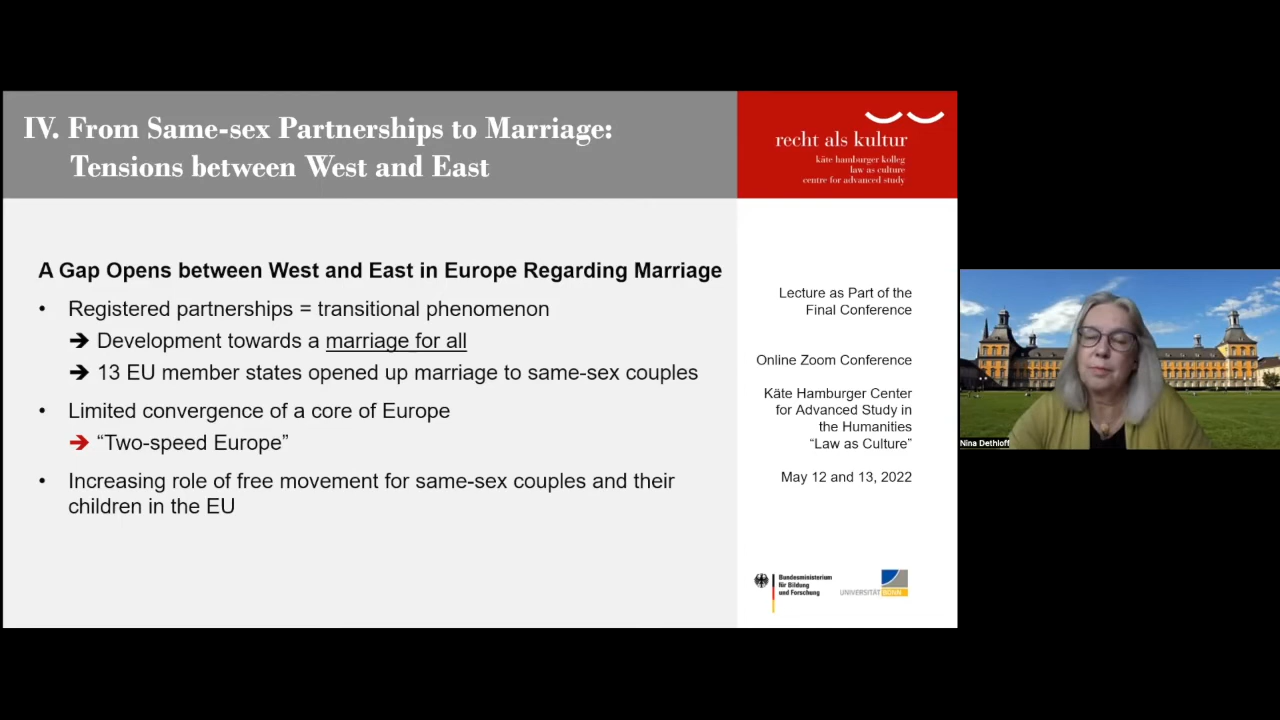 IV. From Same-sex Partnerships to Marriage:
Tensions between West and East
recht als kultur
käte hamburger kolleg
law as culture
centre for advanced study
A Gap Opens between West and East in Europe Regarding Marriage
• Registered partnerships = transitional phenomenon
➔ Development towards a marriage for all
➔ 13 EU member states opened up marriage to same-sex couples
• Limited convergence of a core of Europe
➔ “Two-speed Europe”
• Increasing role of free movement for same-sex couples and their
children in the EU
Lecture as Part of the
Final Conference
Online Zoom Conference
Käte Hamburger Center
for Advanced Study in
the Humanities
“Law as Culture”
May 12 and 13, 2022
Bundesministerium
für Bildung
und Forschung
UNIVERSITÄT BONN
Nina Dethloff